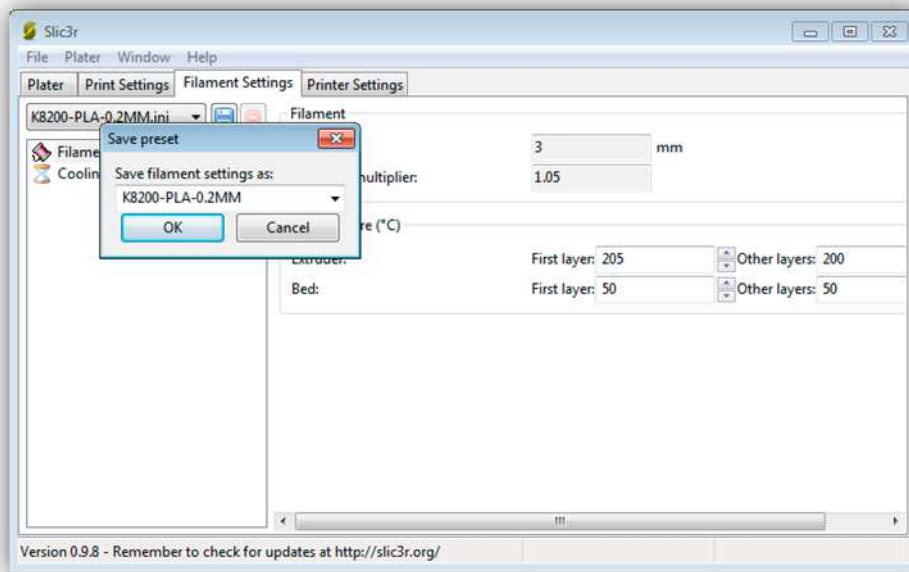 Slic3r
File Plater Window Help
Plater Print Settings Filament Settings Printer Settings
K8200-PLA-0.2MM.ini
Filament
Save preset
Save filament settings as:
K8200-PLA-0.2MM
OK Cancel
3 mm
1.05
(°C)
First layer: 205 Other layers: 200
Bed: First layer: 50 Other layers: 50
Version 0.9.8 - Remember to check for updates at http://slic3r.org/